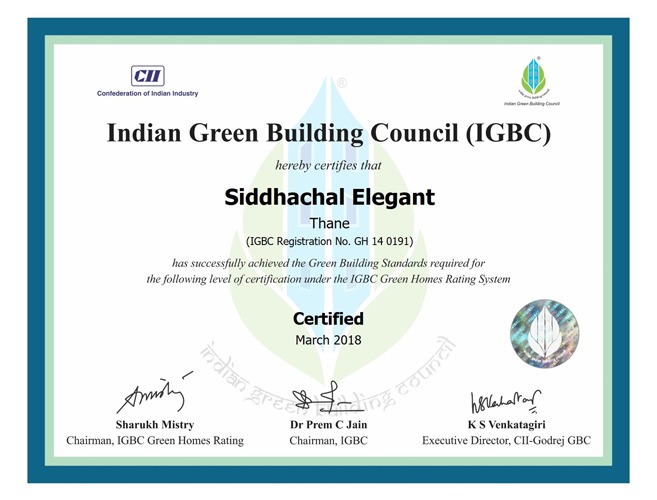 CII
Confederation of Indian Industry
Indian Green Building Council
Indian Green Building Council (IGBC)
hereby certifies that
Siddhachal Elegant
Thane
(IGBC Registration No. GH 14 0191)
has successfully achieved the Green Building Standards required for
the following level of certification under the IGBC Green Homes Rating System
Certified
March 2018
indian green building council
Sharukh Mistry
Chairman, IGBC Green Homes Rating
Dr Prem C Jain
Chairman, IGBC
K S Venkatagiri
Executive Director, CII-Godrej GBC